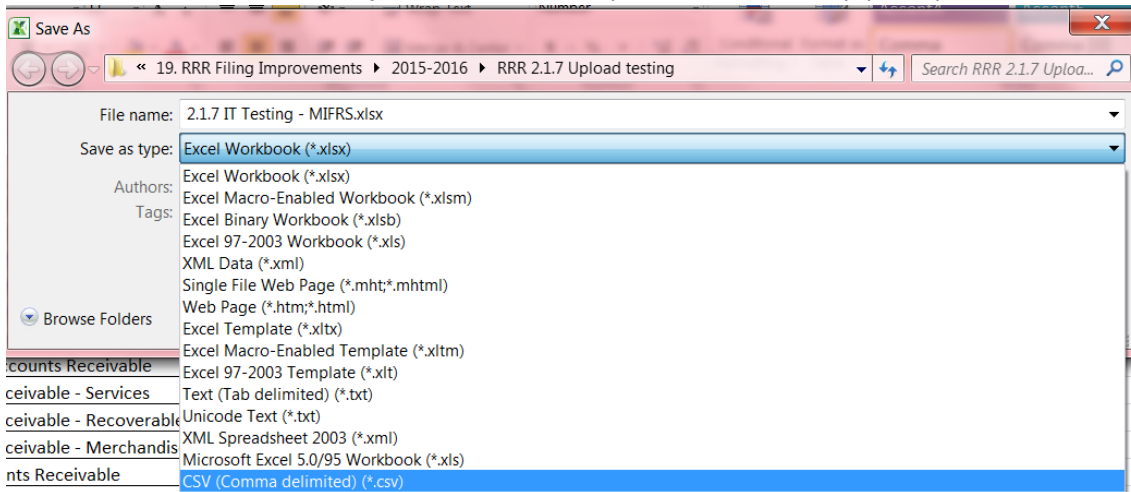 Wrap Text
Number
Save As
X
« 19. RRR Filing Improvements ▸ 2015-2016 ▸ RRR 2.1.7 Upload testing
Search RRR 2.1.7 Uploa...
File name: 2.1.7 IT Testing - MIFRS.xlsx
Save as type: Excel Workbook (*.xlsx)
Authors:
Tags:
Excel Workbook (*.xlsx)
Excel Macro-Enabled Workbook (*.xlsm)
Excel Binary Workbook (*.xlsb)
Excel 97-2003 Workbook (*.xls)
XML Data (*.xml)
Single File Web Page (*.mht;*.mhtml)
Web Page (*.htm;*.html)
Excel Template (*.xltx)
Excel Macro-Enabled Template (*.xltm)
Excel 97-2003 Template (*.xlt)
Text (Tab delimited) (*.txt)
Unicode Text (*.txt)
XML Spreadsheet 2003 (*.xml)
Microsoft Excel 5.0/95 Workbook (*.xls)
CSV (Comma delimited) (*.csv)
Browse Folders
ccounts Receivable
ceivable - Services
ceivable - Recoverable
ceivable - Merchandis
nts Receivable